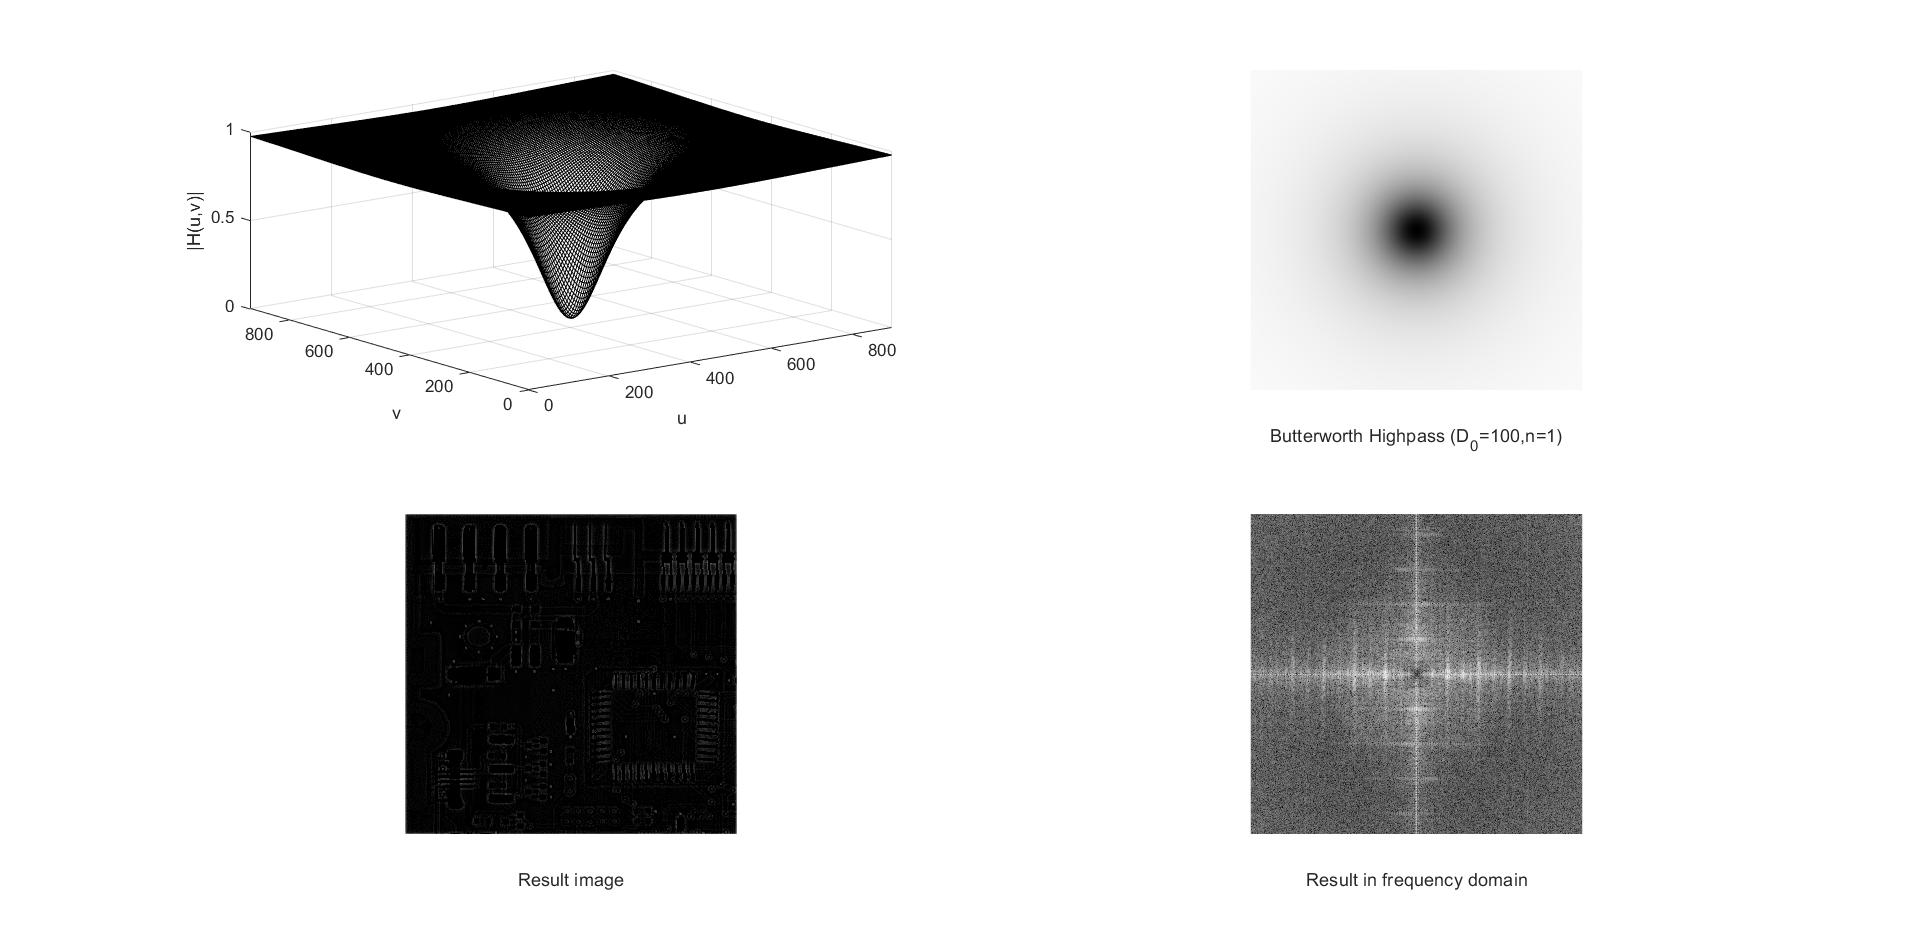 1
0.5
0
|H(u,v)|
800
600
400
200
0
v
0
200
400
600
800
u
Butterworth Highpass (D0=100,n=1)
Result image
Result in frequency domain